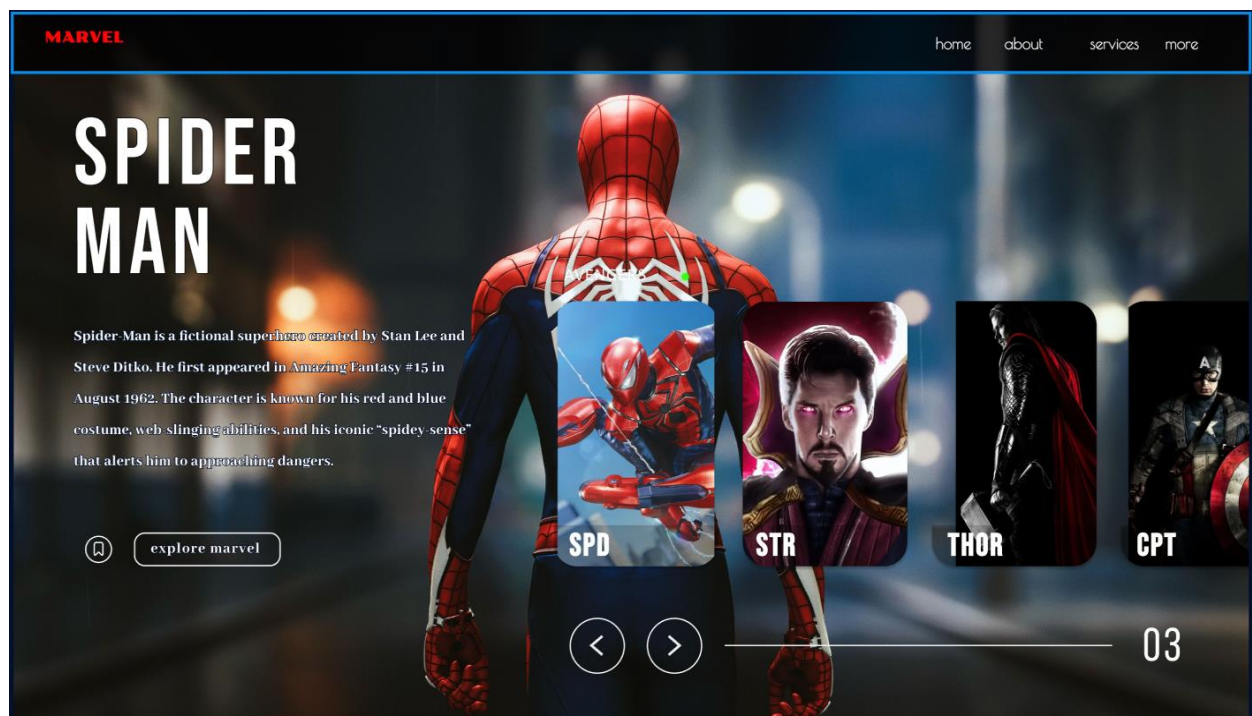 MARVEL
home about services more
SPIDER
MAN
AVENGERS
Spider-Man is a fictional superhero created by Stan Lee and
Steve Ditko. He first appeared in Amazing Fantasy #15 in
August 1962. The character is known for his red and blue
costume, web-slinging abilities, and his iconic “spidey-sense”
that alerts him to approaching dangers.
explore marvel
SPD
STR
THOR
CPT
A
03